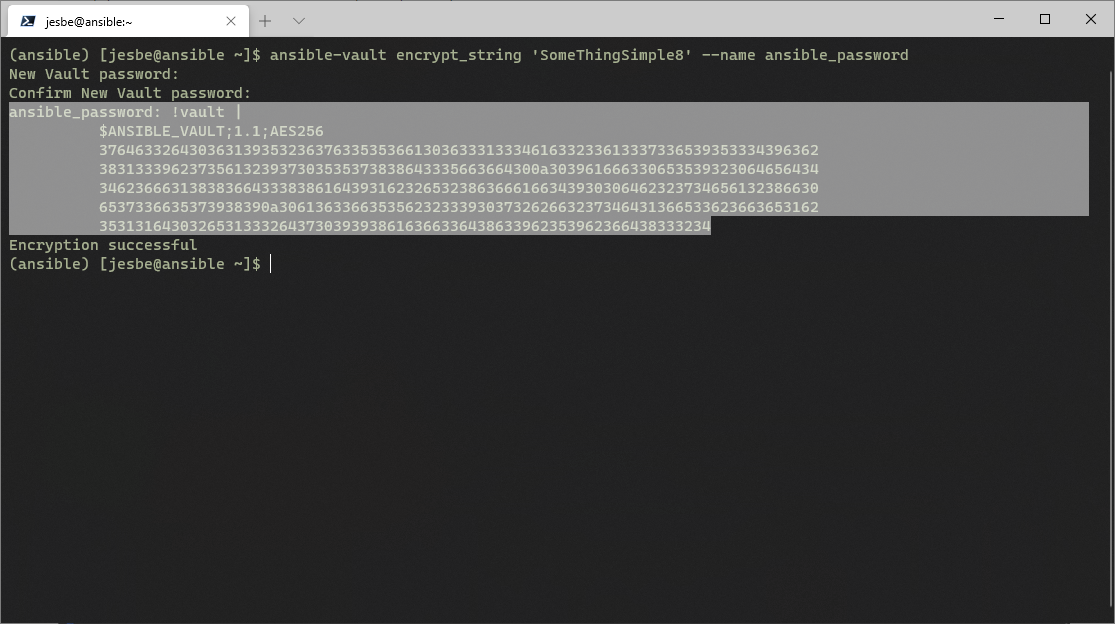 jesbe@ansible:~
(ansible) [jesbe@ansible ~]$ ansible-vault encrypt_string 'SomeThingSimple8' --name ansible_password
New Vault password:
Confirm New Vault password:
ansible_password: !vault |
$ANSIBLE_VAULT;1.1;AES256
37646332643036313935323637633535366130363331333461633233613337336539353334396362
3831333962373561323937303535373838643335663664300a303961666330653539323064656434
34623666313838366433383861643931623265323863666166343930306462323734656132386630
6537336635373938390a306136336635356232333930373262663237346431366533623663653162
35313164303265313332643730393938616366336438633962353962366438333234
Encryption successful
(ansible) [jesbe@ansible ~]$